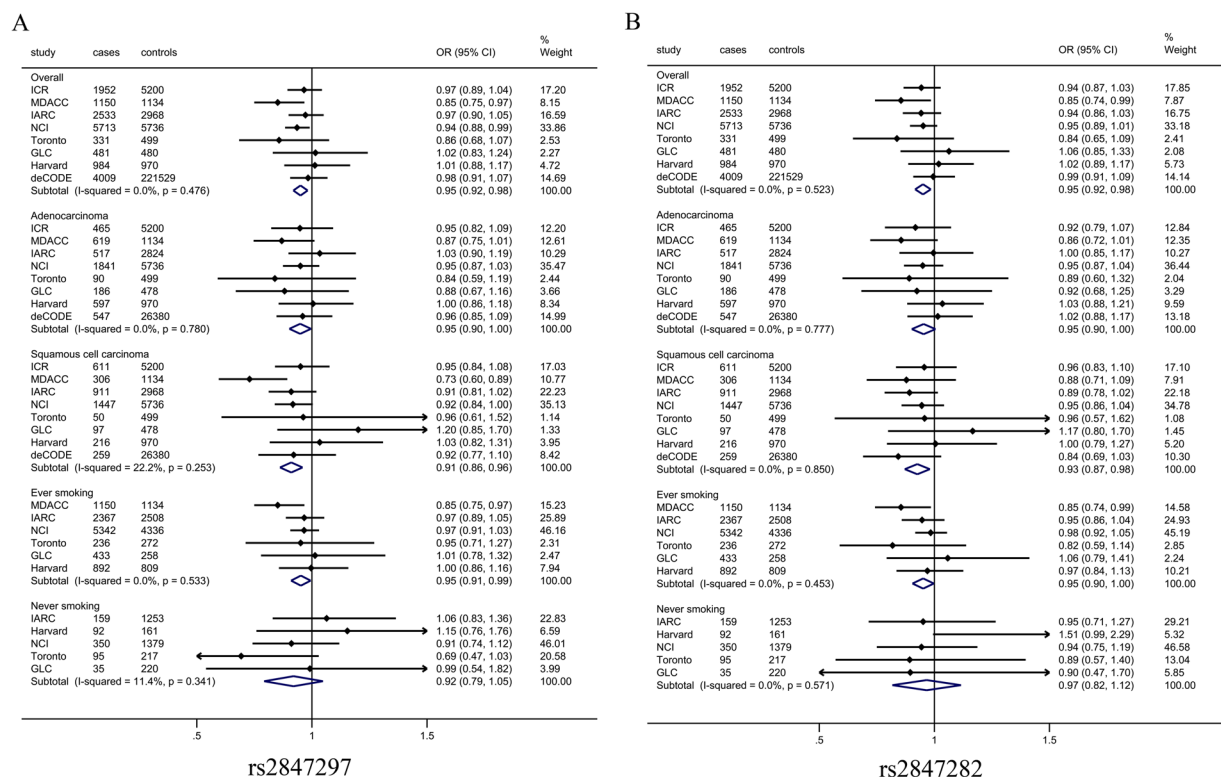 A
study cases controls OR (95% CI) % Weight
Overall
ICR 1952 5200 0.97 (0.89, 1.04) 17.20
MDACC 1150 1134 0.85 (0.75, 0.97) 8.15
IARC 2533 2968 0.97 (0.90, 1.05) 16.59
NCI 5713 5736 0.94 (0.88, 0.99) 33.86
Toronto 331 499 0.86 (0.68, 1.07) 2.53
GLC 481 480 1.02 (0.83, 1.24) 2.27
Harvard 984 970 1.01 (0.88, 1.17) 4.72
deCODE 4009 221529 0.98 (0.91, 1.07) 14.69
Subtotal (I-squared = 0.0%, p = 0.476) 0.95 (0.92, 0.98) 100.00
Adenocarcinoma
ICR 465 5200 0.95 (0.82, 1.09) 12.20
MDACC 619 1134 0.87 (0.75, 1.01) 12.61
IARC 517 2824 1.03 (0.90, 1.19) 10.29
NCI 1841 5736 0.95 (0.87, 1.03) 35.47
Toronto 90 499 0.84 (0.59, 1.19) 2.44
GLC 186 478 0.88 (0.67, 1.16) 3.66
Harvard 597 970 1.00 (0.86, 1.18) 8.34
deCODE 547 26380 0.96 (0.85, 1.09) 14.99
Subtotal (I-squared = 0.0%, p = 0.780) 0.95 (0.90, 1.00) 100.00
Squamous cell carcinoma
ICR 611 5200 0.95 (0.84, 1.08) 17.03
MDACC 306 1134 0.73 (0.60, 0.89) 10.77
IARC 911 2968 0.91 (0.81, 1.02) 22.23
NCI 1447 5736 0.92 (0.84, 1.00) 35.13
Toronto 50 499 0.96 (0.61, 1.52) 1.14
GLC 97 478 1.20 (0.85, 1.70) 1.33
Harvard 216 970 1.03 (0.82, 1.31) 3.95
deCODE 259 26380 0.92 (0.77, 1.10) 8.42
Subtotal (I-squared = 22.2%, p = 0.253) 0.91 (0.86, 0.96) 100.00
Ever smoking
MDACC 1150 1134 0.85 (0.75, 0.97) 15.23
IARC 2367 2508 0.97 (0.89, 1.05) 25.89
NCI 5342 4336 0.97 (0.91, 1.03) 46.16
Toronto 236 272 0.95 (0.71, 1.27) 2.31
GLC 433 258 1.01 (0.78, 1.32) 2.47
Harvard 892 809 1.00 (0.86, 1.16) 7.94
Subtotal (I-squared = 0.0%, p = 0.533) 0.95 (0.91, 0.99) 100.00
Never smoking
IARC 159 1253 1.06 (0.83, 1.36) 22.83
Harvard 92 161 1.15 (0.76, 1.76) 6.59
NCI 350 1379 0.91 (0.74, 1.12) 46.01
Toronto 95 217 0.69 (0.47, 1.03) 20.58
GLC 35 220 0.99 (0.54, 1.82) 3.99
Subtotal (I-squared = 11.4%, p = 0.341) 0.92 (0.79, 1.05) 100.00
.5 1 1.5
rs2847297
B
study cases controls OR (95% CI) % Weight
Overall
ICR 1952 5200 0.94 (0.87, 1.03) 17.85
MDACC 1150 1134 0.85 (0.74, 0.99) 7.87
IARC 2533 2968 0.94 (0.86, 1.03) 16.75
NCI 5713 5736 0.95 (0.89, 1.01) 33.18
Toronto 331 499 0.84 (0.65, 1.09) 2.41
GLC 481 480 1.06 (0.85, 1.33) 2.08
Harvard 984 970 1.02 (0.89, 1.17) 5.73
deCODE 4009 221529 0.99 (0.91, 1.09) 14.14
Subtotal (I-squared = 0.0%, p = 0.523) 0.95 (0.92, 0.98) 100.00
Adenocarcinoma
ICR 465 5200 0.92 (0.79, 1.07) 12.84
MDACC 619 1134 0.86 (0.72, 1.01) 12.35
IARC 517 2824 1.00 (0.85, 1.17) 10.27
NCI 1841 5736 0.95 (0.87, 1.04) 36.44
Toronto 90 499 0.89 (0.60, 1.32) 2.04
GLC 186 478 0.92 (0.68, 1.25) 3.29
Harvard 597 970 1.03 (0.88, 1.21) 9.59
deCODE 547 26380 1.02 (0.88, 1.17) 13.18
Subtotal (I-squared = 0.0%, p = 0.777) 0.95 (0.90, 1.00) 100.00
Squamous cell carcinoma
ICR 611 5200 0.96 (0.83, 1.10) 17.10
MDACC 306 1134 0.88 (0.71, 1.09) 7.91
IARC 911 2968 0.89 (0.78, 1.02) 22.18
NCI 1447 5736 0.95 (0.86, 1.04) 34.78
Toronto 50 499 0.96 (0.57, 1.62) 1.08
GLC 97 478 1.17 (0.80, 1.70) 1.45
Harvard 216 970 1.00 (0.79, 1.27) 5.20
deCODE 259 26380 0.84 (0.69, 1.03) 10.30
Subtotal (I-squared = 0.0%, p = 0.850) 0.93 (0.87, 0.98) 100.00
Ever smoking
MDACC 1150 1134 0.85 (0.74, 0.99) 14.58
IARC 2367 2508 0.95 (0.86, 1.04) 24.93
NCI 5342 4336 0.98 (0.92, 1.05) 45.19
Toronto 236 272 0.82 (0.59, 1.14) 2.85
GLC 433 258 1.06 (0.79, 1.41) 2.24
Harvard 892 809 0.97 (0.84, 1.13) 10.21
Subtotal (I-squared = 0.0%, p = 0.453) 0.95 (0.90, 1.00) 100.00
Never smoking
IARC 159 1253 0.95 (0.71, 1.27) 29.21
Harvard 92 161 1.51 (0.99, 2.29) 5.32
NCI 350 1379 0.94 (0.75, 1.19) 46.58
Toronto 95 217 0.89 (0.57, 1.40) 13.04
GLC 35 220 0.90 (0.47, 1.70) 5.85
Subtotal (I-squared = 0.0%, p = 0.571) 0.97 (0.82, 1.12) 100.00
.5 1 1.5
rs2847282